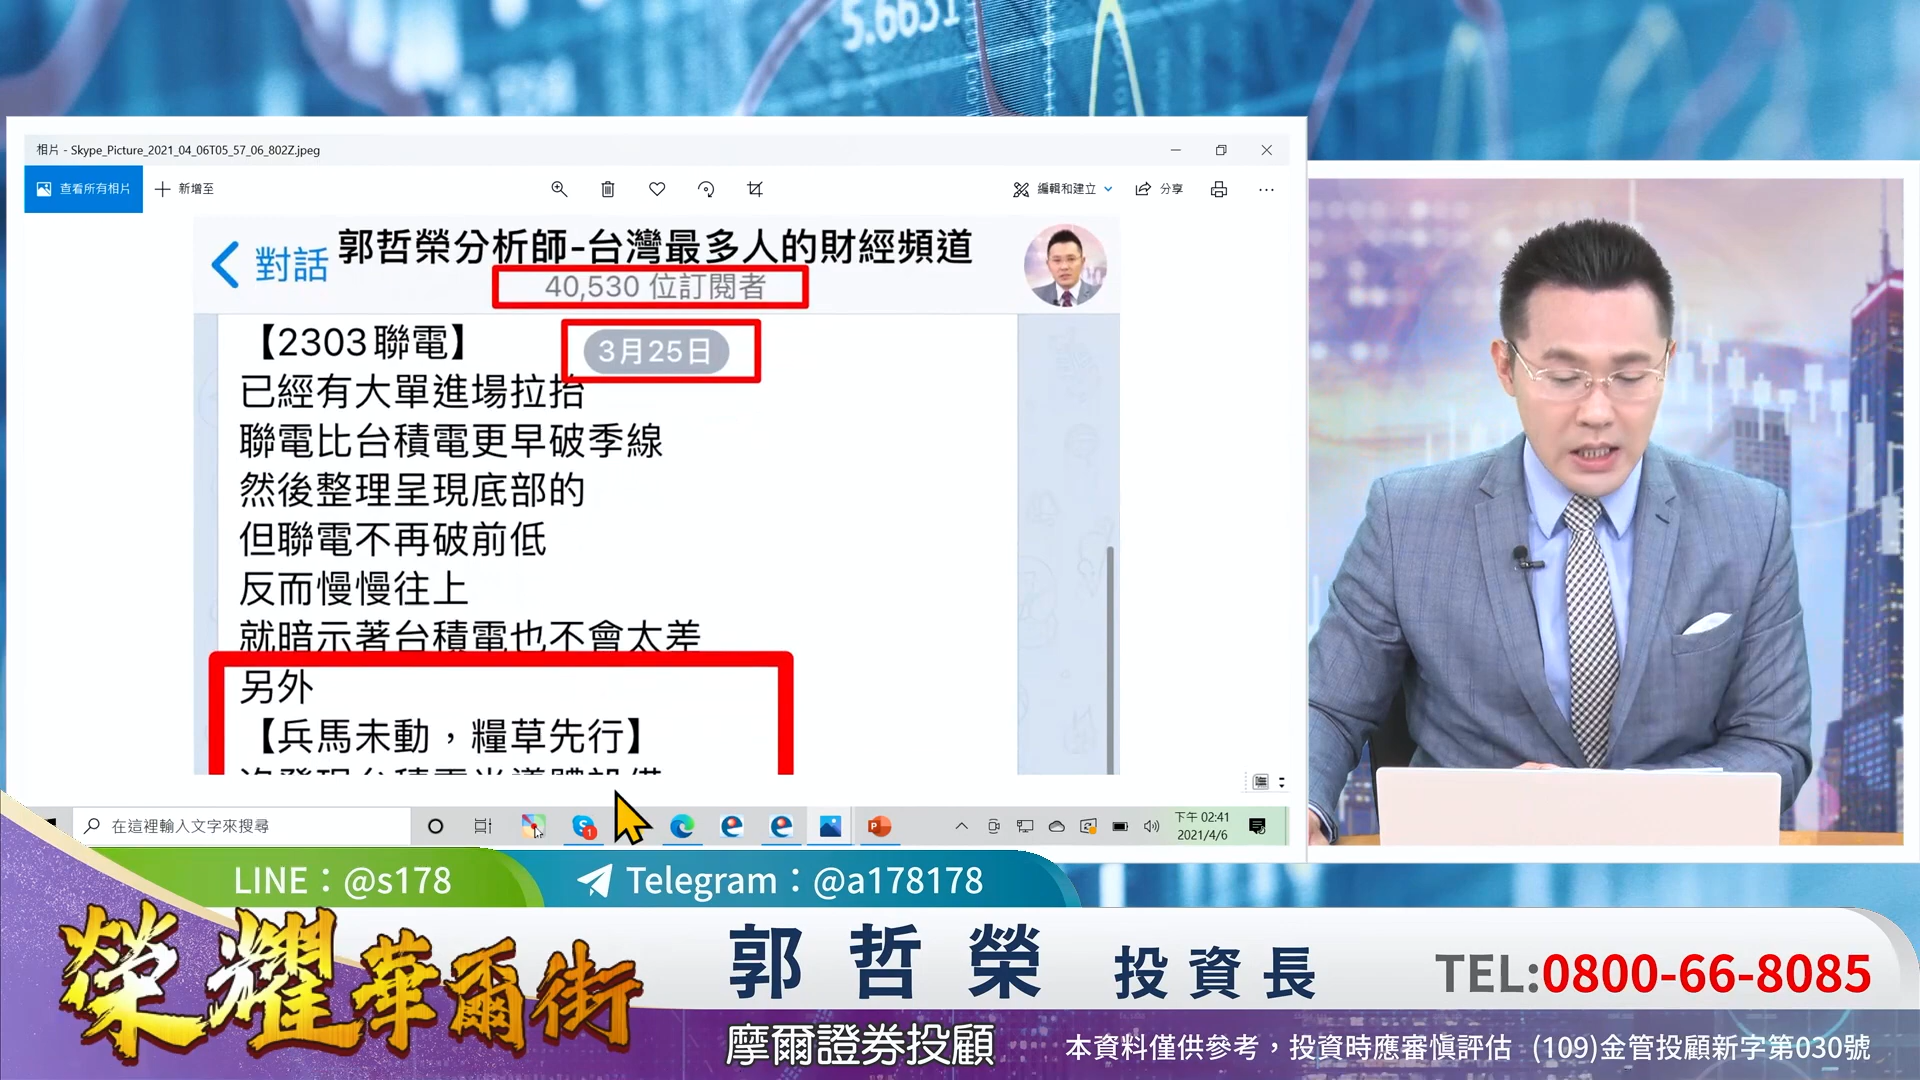 5.6631
相片 - Skype_Picture_2021_04_06T05_57_06_802Z.jpeg
查看所有相片
新增至
編輯和建立
分享
對話
郭哲榮分析師-台灣最多人的財經頻道
40,530 位訂閱者
3月25日
【2303聯電】
已經有大單進場拉抬
聯電比台積電更早破季線
然後整理呈現底部的
但聯電不再破前低
反而慢慢往上
就暗示著台積電也不會太差
另外
【兵馬未動，糧草先行】
在這裡輸入文字來搜尋
1
下午 02:41
2021/4/6
LINE：@s178
Telegram：@a178178
榮耀華爾街
郭哲榮 投資長
TEL:0800-66-8085
摩爾證券投顧
本資料僅供參考，投資時應審慎評估 (109)金管投顧新字第030號